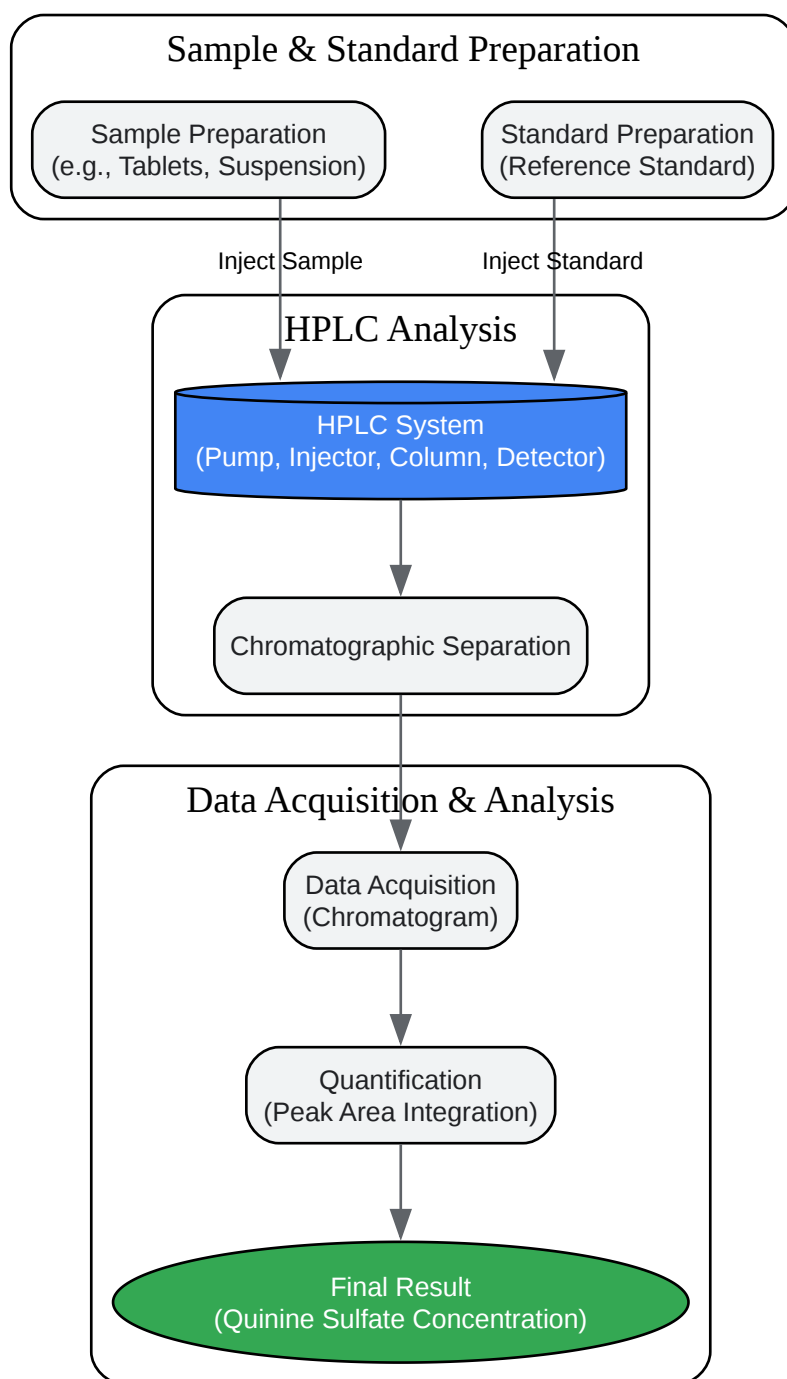 Sample & Standard Preparation
Sample Preparation
(e.g., Tablets, Suspension)
Standard Preparation
(Reference Standard)
Inject Sample
Inject Standard
HPLC Analysis
HPLC System
(Pump, Injector, Column, Detector)
Chromatographic Separation
Data Acquisition & Analysis
Data Acquisition
(Chromatogram)
Quantification
(Peak Area Integration)
Final Result
(Quinine Sulfate Concentration)